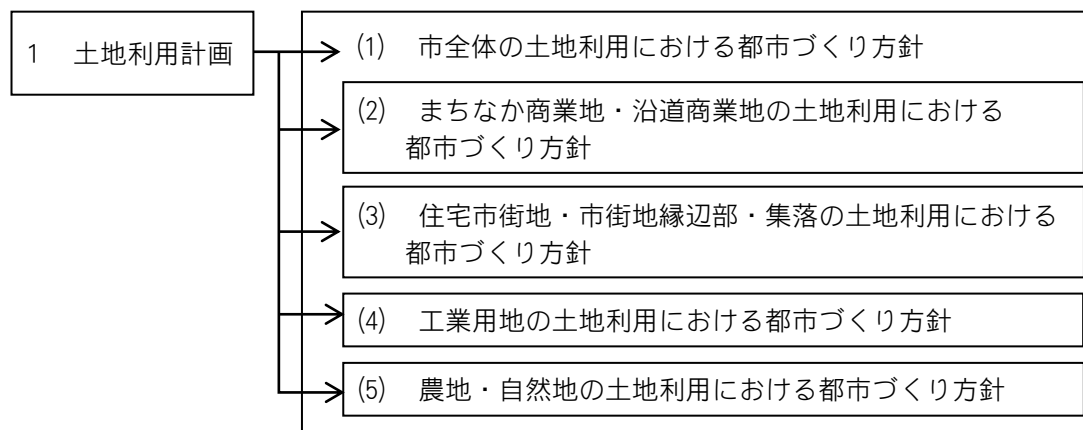 1　土地利用計画
(1)　市全体の土地利用における都市づくり方針
(2)　まちなか商業地・沿道商業地の土地利用における
都市づくり方針
(3)　住宅市街地・市街地縁辺部・集落の土地利用における
都市づくり方針
(4)　工業用地の土地利用における都市づくり方針
(5)　農地・自然地の土地利用における都市づくり方針